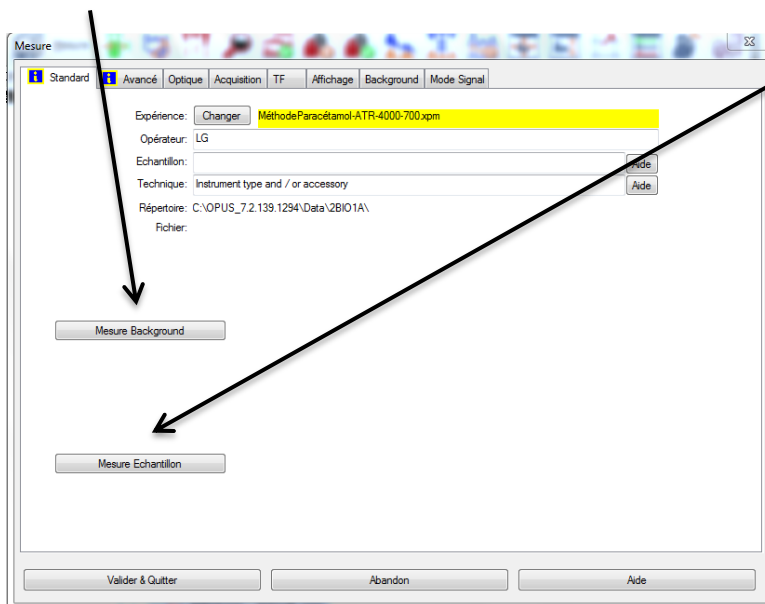 Mesure
Standard Avancé Optique Acquisition TF Affichage Background Mode Signal
Expérience: Changer MéthodeParacétamol-ATR-4000-700.xpm
Opérateur: LG
Echantillon: Aide
Technique: Instrument type and / or accessory Aide
Répertoire: C:\OPUS_7.2.139.1294\Data\2BIO1A\
Fichier:
Mesure Background
Mesure Echantillon
Valider & Quitter Abandon Aide